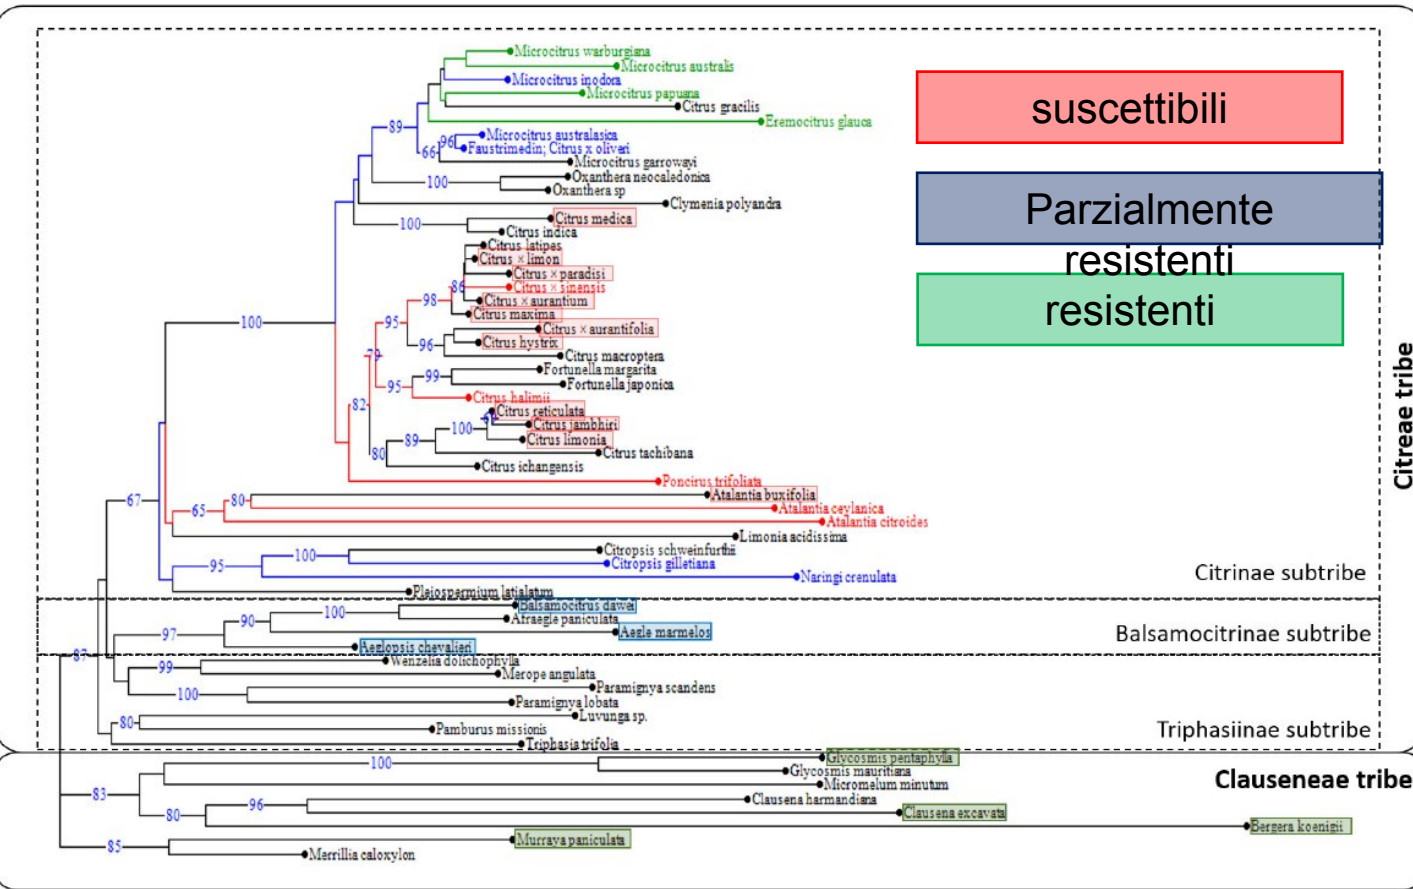 Microcitrus warburgiana
Microcitrus australis
Microcitrus inodora
Microcitrus papuana
Citrus gracilis
Eremocitrus glauca
89
Microcitrus australasica
96
Faustrimedin; Citrus x oliveri
66
Microcitrus garrowayi
Oxanthera neocaledonica
100
Oxanthera sp
Clymenia polyandra
Citrus medica
100
Citrus indica
Citrus latipes
Citrus × limon
Citrus × paradisi
86
Citrus × sinensis
98
Citrus × aurantium
Citrus maxima
95
Citrus × aurantifolia
Citrus hystrix
96
Citrus macroptera
79
Fortunella margarita
99
Fortunella japonica
95
Citrus halimii
82
Citrus reticulata
Citrus jambhiri
100
Citrus limonia
89
Citrus tachibana
80
Citrus ichangensis
100
Poncirus trifoliata
Atalantia buxifolia
80
Atalantia ceylanica
65
Atalantia citroides
67
Limonia acidissima
Citropsis schweinfurthii
100
Citropsis gilletiana
95
Naringi crenulata
Pleiospermium latialatum
Balsamocitrus dawei
100
Afraegle paniculata
90
Aegle marmelos
97
Aeglopsis chevalieri
87
Wenzelia dolichophylla
99
Merope angulata
Paramignya scandens
100
Paramignya lobata
Luvunga sp.
80
Pamburus missionis
Triphasia trifolia
Glycosmis pentaphylla
100
Glycosmis mauritiana
Micromelum minutum
83
Clausena harmandiana
96
Clausena excavata
80
Bergera koenigii
Murraya paniculata
85
Merrillia caloxylon
suscettibili
Parzialmente
resistenti
resistenti
Citreae tribe
Citrinae subtribe
Balsamocitrinae subtribe
Triphasiinae subtribe
Clauseneae tribe